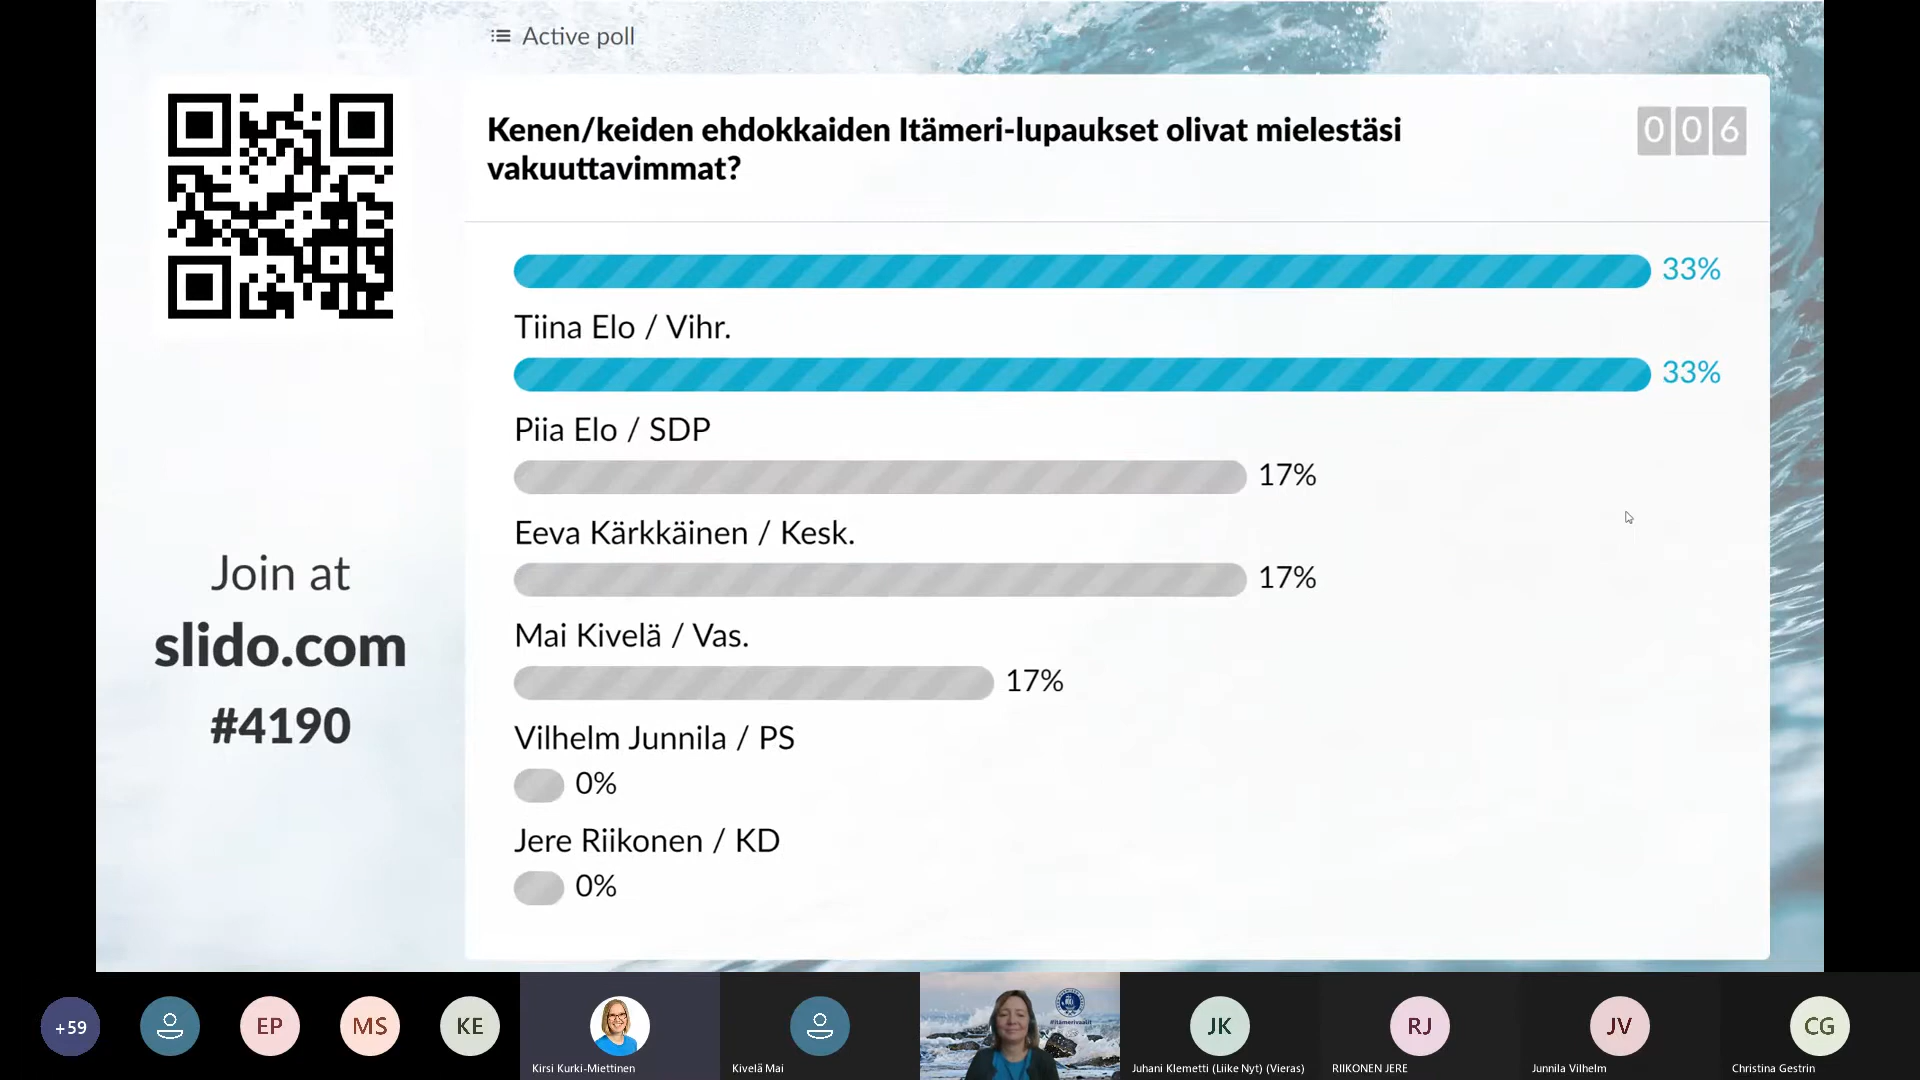 Active poll
Kenen/keiden ehdokkaiden Itämeri-lupaukset olivat mielestäsi
vakuuttavimmat?
006
33%
Tiina Elo / Vihr.
33%
Piia Elo / SDP
17%
Eeva Kärkkäinen / Kesk.
17%
Mai Kivelä / Vas.
17%
Vilhelm Junnila / PS
0%
Jere Riikonen / KD
0%
Join at
slido.com
#4190
+59
EP
MS
KE
Kirsi Kurki-Miettinen
Kivelä Mai
#itämerivaalit
JK
Juhani Klemetti (Liike Nyt) (Vieras)
RJ
RIIKONEN JERE
JV
Junnila Vilhelm
CG
Christina Gestrin